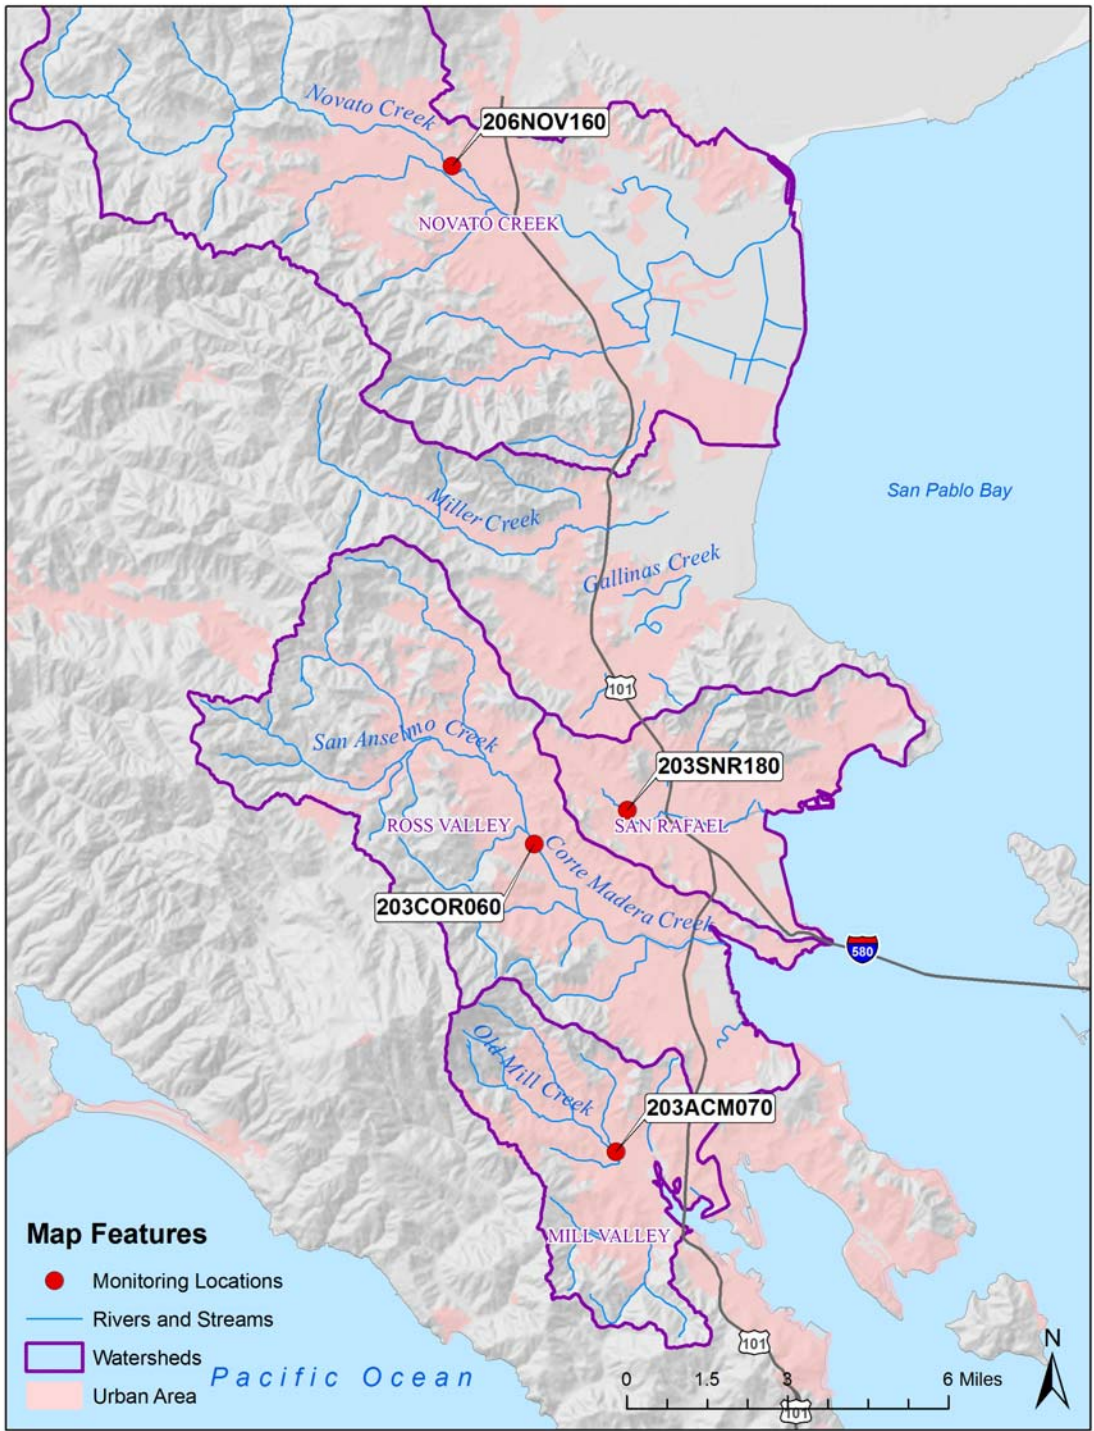 Novato Creek
206NOV160
NOVATO CREEK
San Pablo Bay
Miller Creek
Gallinas Creek
101
San Anselmo Creek
203SNR180
ROSS VALLEY
SAN RAFAEL
Corte Madera Creek
203COR060
580
Old Mill Creek
203ACM070
MILL VALLEY
Map Features
Monitoring Locations
Rivers and Streams
Watersheds
Urban Area
Pacific Ocean
101
N
0 1.5 3 6 Miles
101